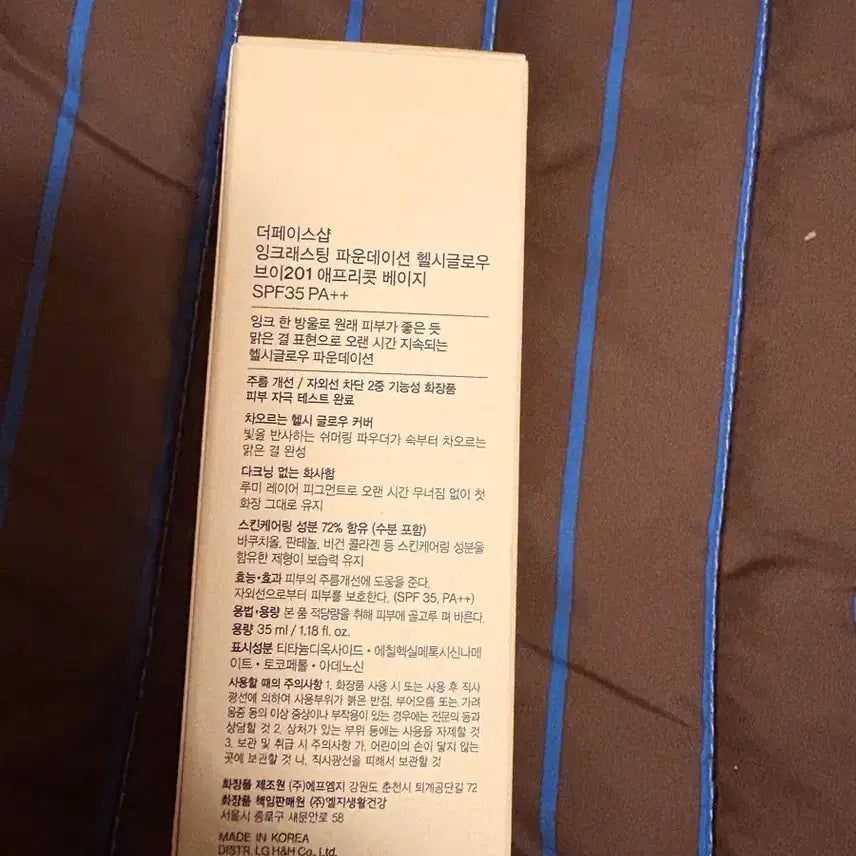 더페이스샵
잉크래스팅 파운데이션 헬시글로우
브이201 애프리콧 베이지
SPF35 PA++
잉크 한 방울로 원래 피부가 좋은 듯
맑은 결 표현으로 오랜 시간 지속되는
헬시글로우 파운데이션
주름 개선 / 자외선 차단 2중 기능성 화장품
피부 자극 테스트 완료
차오르는 헬시 글로우 커버
빛을 반사하는 쉬머링 파우더가 속부터 차오르는
맑은 결 완성
다크닝 없는 화사함
루미 레이어 피그먼트로 오랜 시간 무너짐 없이 첫
화장 그대로 유지
스킨케어링 성분 72% 함유 (수분 포함)
바쿠치올, 판테놀, 비건 콜라겐 등 스킨케어링 성분을
함유한 제형이 보습력 유지
효능•효과 피부의 주름개선에 도움을 준다.
자외선으로부터 피부를 보호한다. (SPF 35, PA++)
용법•용량 본 품 적당량을 취해 피부에 골고루 펴 바른다.
용량 35 ml / 1.18 fl. oz.
표시성분 티타늄디옥사이드•에칠헥실메톡시신나메
이트•토코페롤•아데노신
사용할 때의 주의사항 1. 화장품 사용 시 또는 사용 후 직사
광선에 의하여 사용부위가 붉은 반점, 부어오름 또는 가려
움증 등의 이상 증상이나 부작용이 있는 경우에는 전문의 등과
상담할 것 2. 상처가 있는 부위 등에는 사용을 자제할 것
3. 보관 및 취급 시 주의사항 가. 어린이의 손이 닿지 않는
곳에 보관할 것 나. 직사광선을 피해서 보관할 것
화장품 제조원 (주)에프엠지 강원도 춘천시 퇴계공단길 72
화장품 책임판매원 (주)엘지생활건강
서울시 종로구 새문안로 58
MADE IN KOREA
DISTR. LG H&H Co., Ltd.